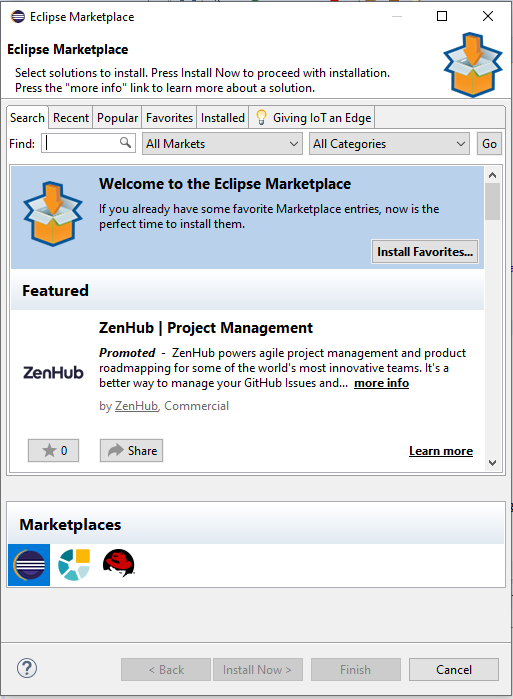 Eclipse Marketplace
Eclipse Marketplace
Select solutions to install. Press Install Now to proceed with installation.
Press the "more info" link to learn more about a solution.
Search Recent Popular Favorites Installed Giving IoT an Edge
Find: All Markets All Categories Go
Welcome to the Eclipse Marketplace
If you already have some favorite Marketplace entries, now is the
perfect time to install them.
Install Favorites...
Featured
ZenHub | Project Management
Promoted - ZenHub powers agile project management and product
roadmapping for some of the world's most innovative teams. It's a
better way to manage your GitHub Issues and... more info
ZenHub
by ZenHub, Commercial
0 Share Learn more
Marketplaces
? < Back Install Now > Finish Cancel